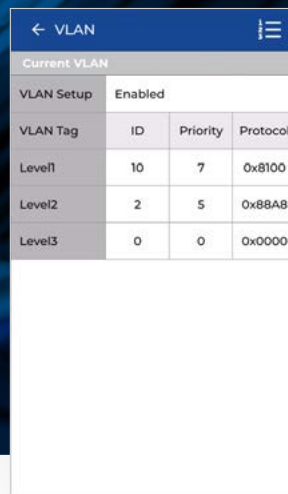 ← VLAN
Current VLAN
VLAN Setup Enabled
VLAN Tag ID Priority Protocol
Level1 10 7 0x8100
Level2 2 5 0x88A8
Level3 0 0 0x0000